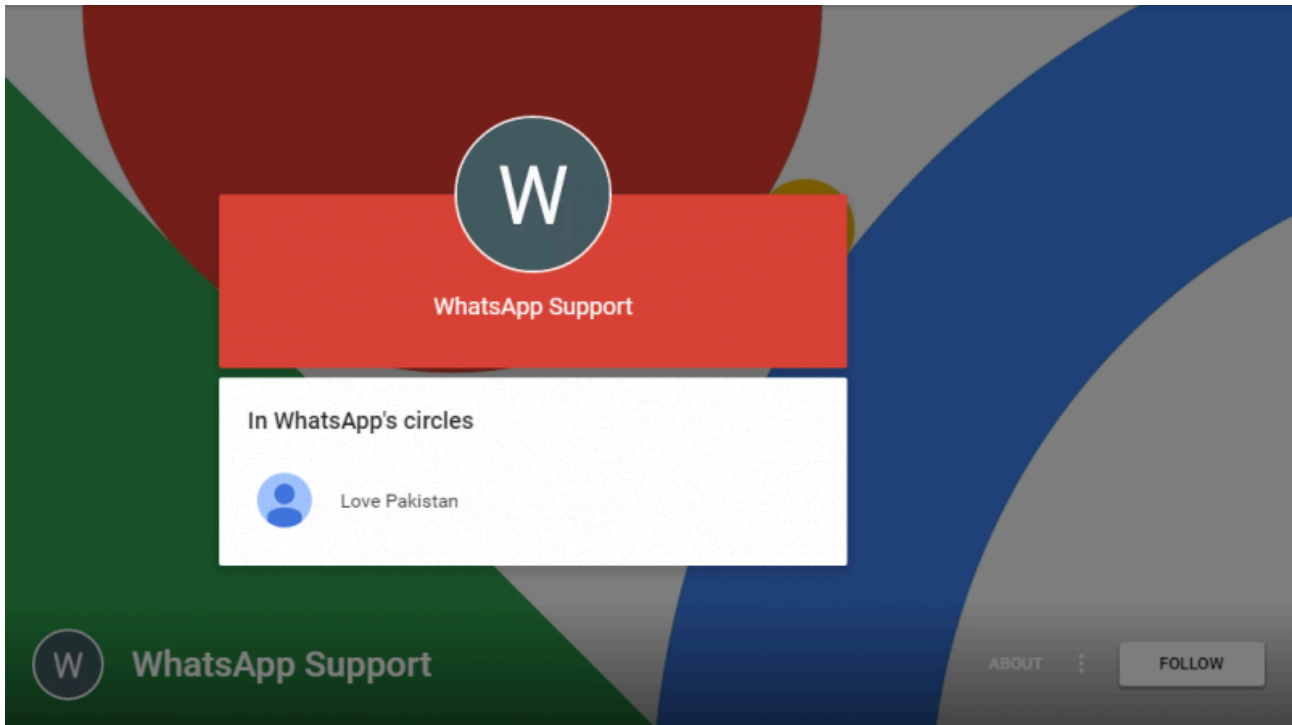 W
WhatsApp Support
In WhatsApp's circles
Love Pakistan
W
WhatsApp Support
ABOUT
FOLLOW